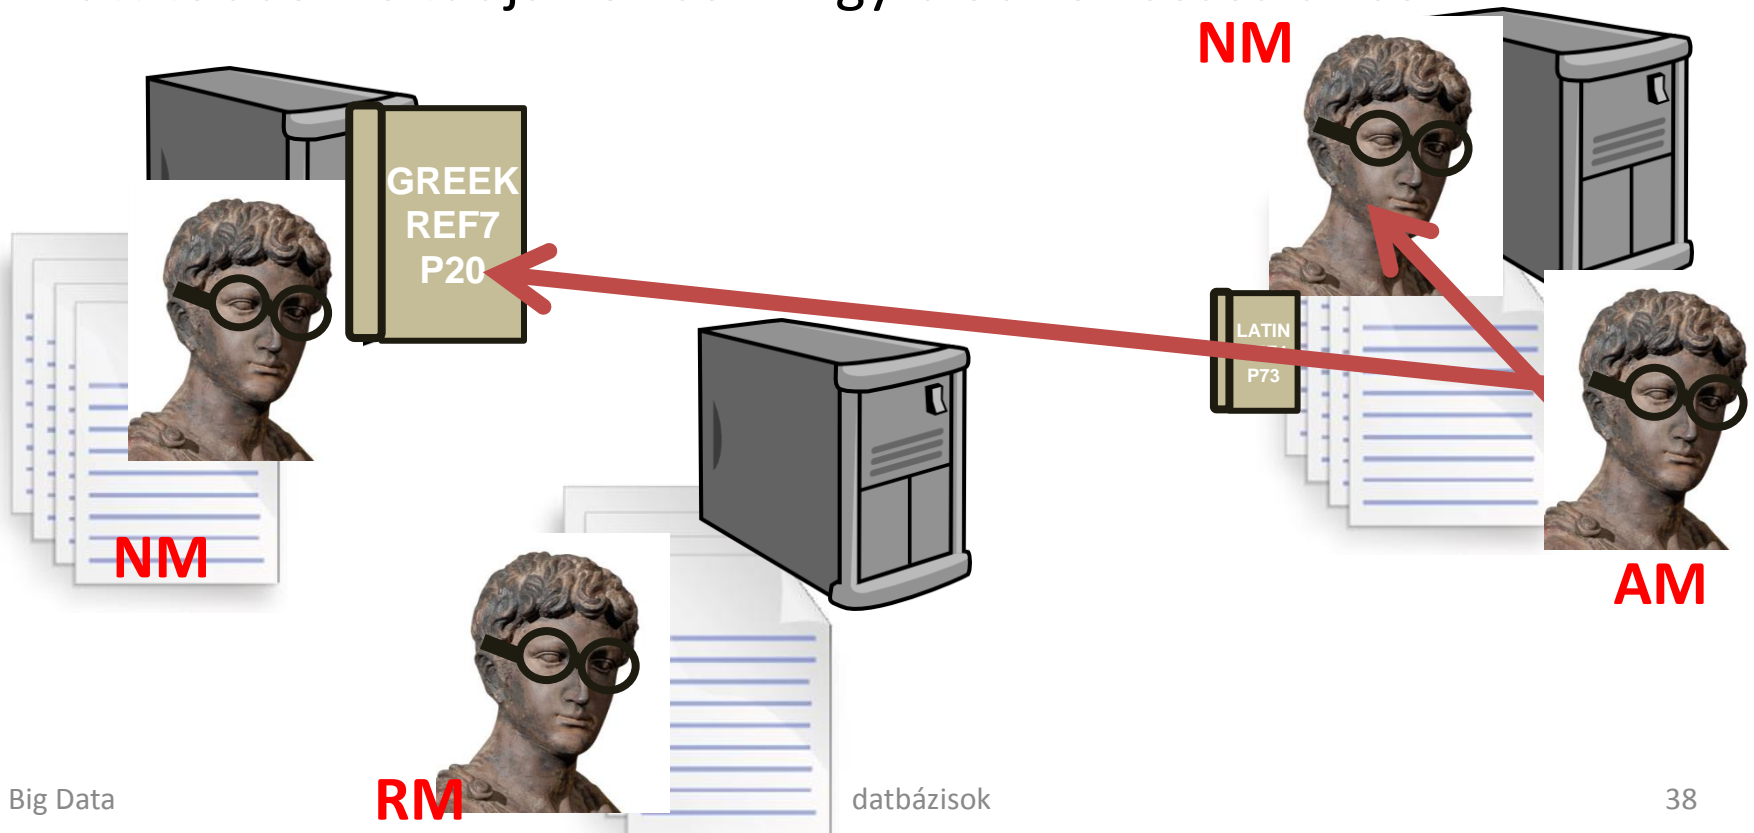 NM
GREEK
REF7
P20
LATIN
P73
NM
AM
RM
Big Data
datbázisok
38